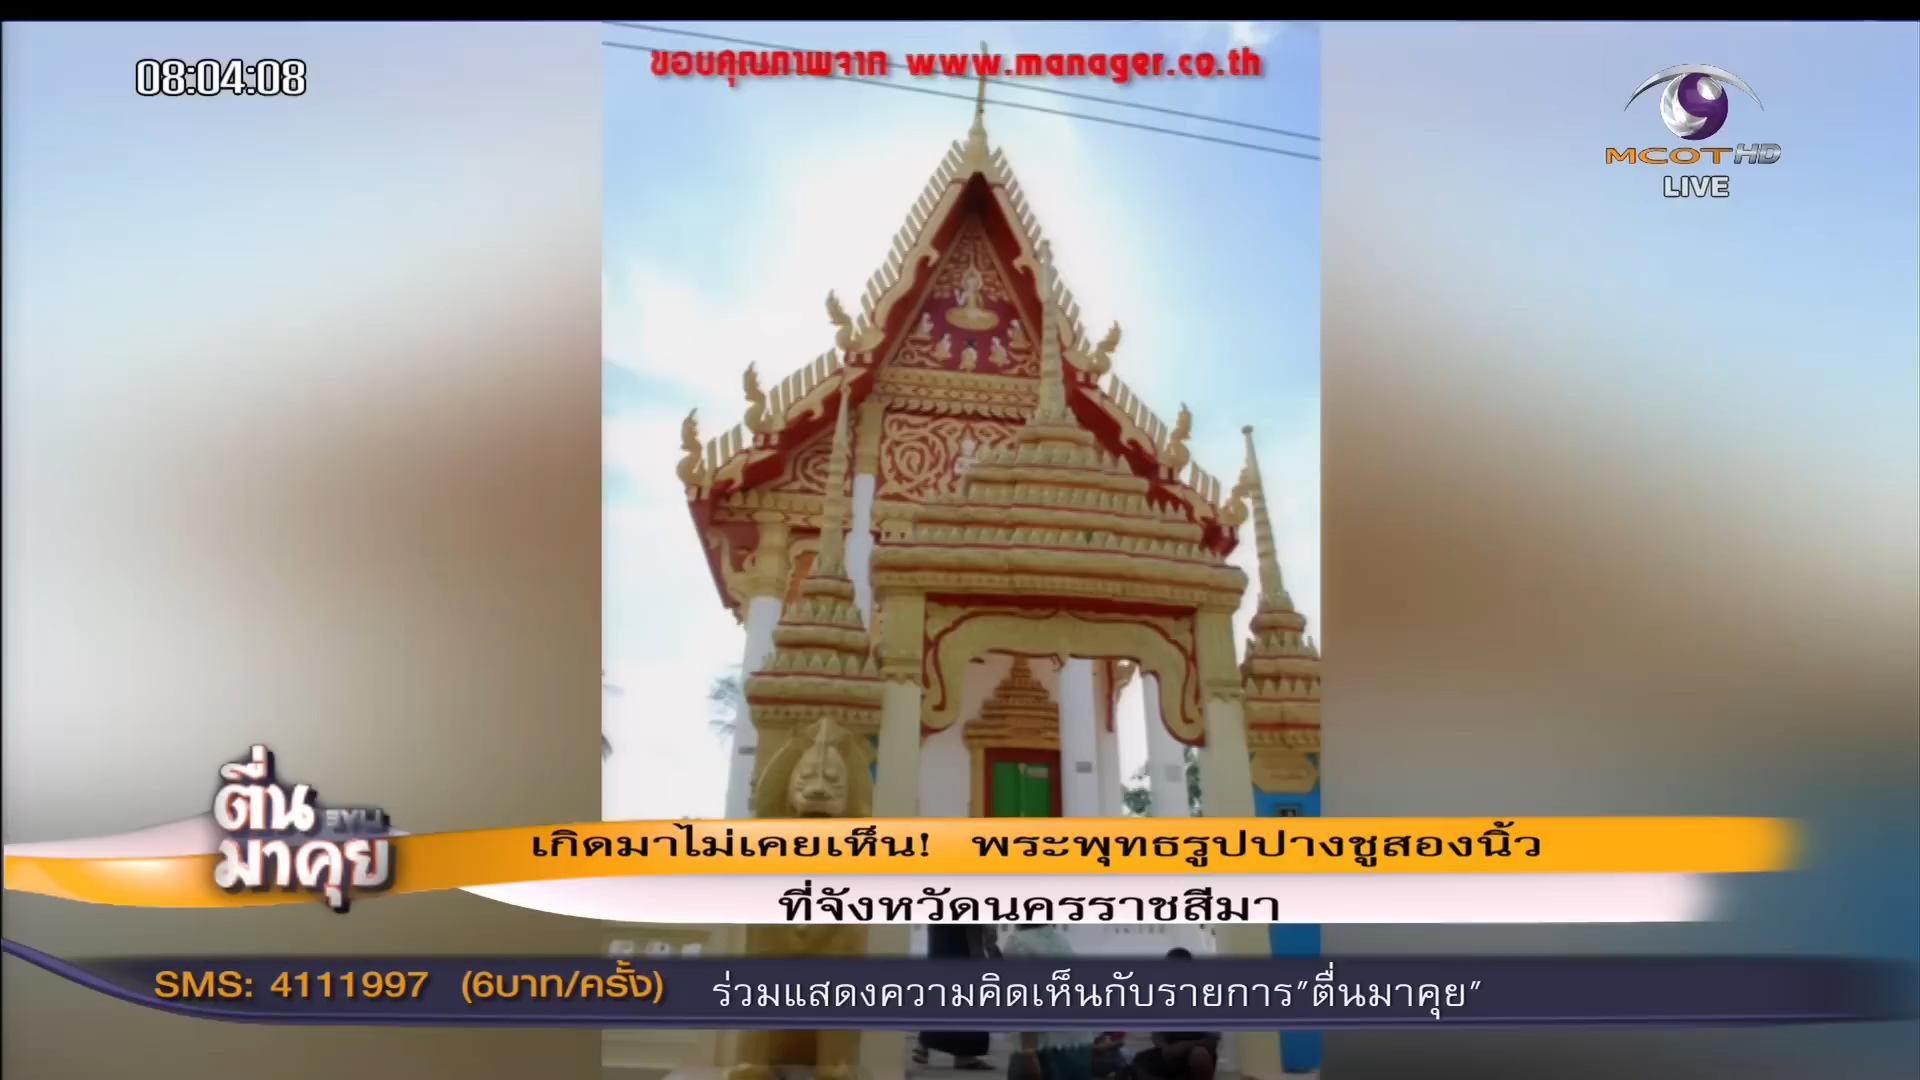 08:04:08
ขอบคุณภาพจาก www.manager.co.th
MCOT HD
LIVE
ตื่น
มาคุย
เกิดมาไม่เคยเห็น! พระพุทธรูปปางชูสองนิ้ว
ที่จังหวัดนครราชสีมา
SMS: 4111997 (6บาท/ครั้ง) ร่วมแสดงความคิดเห็นกับรายการ"ตื่นมาคุย"